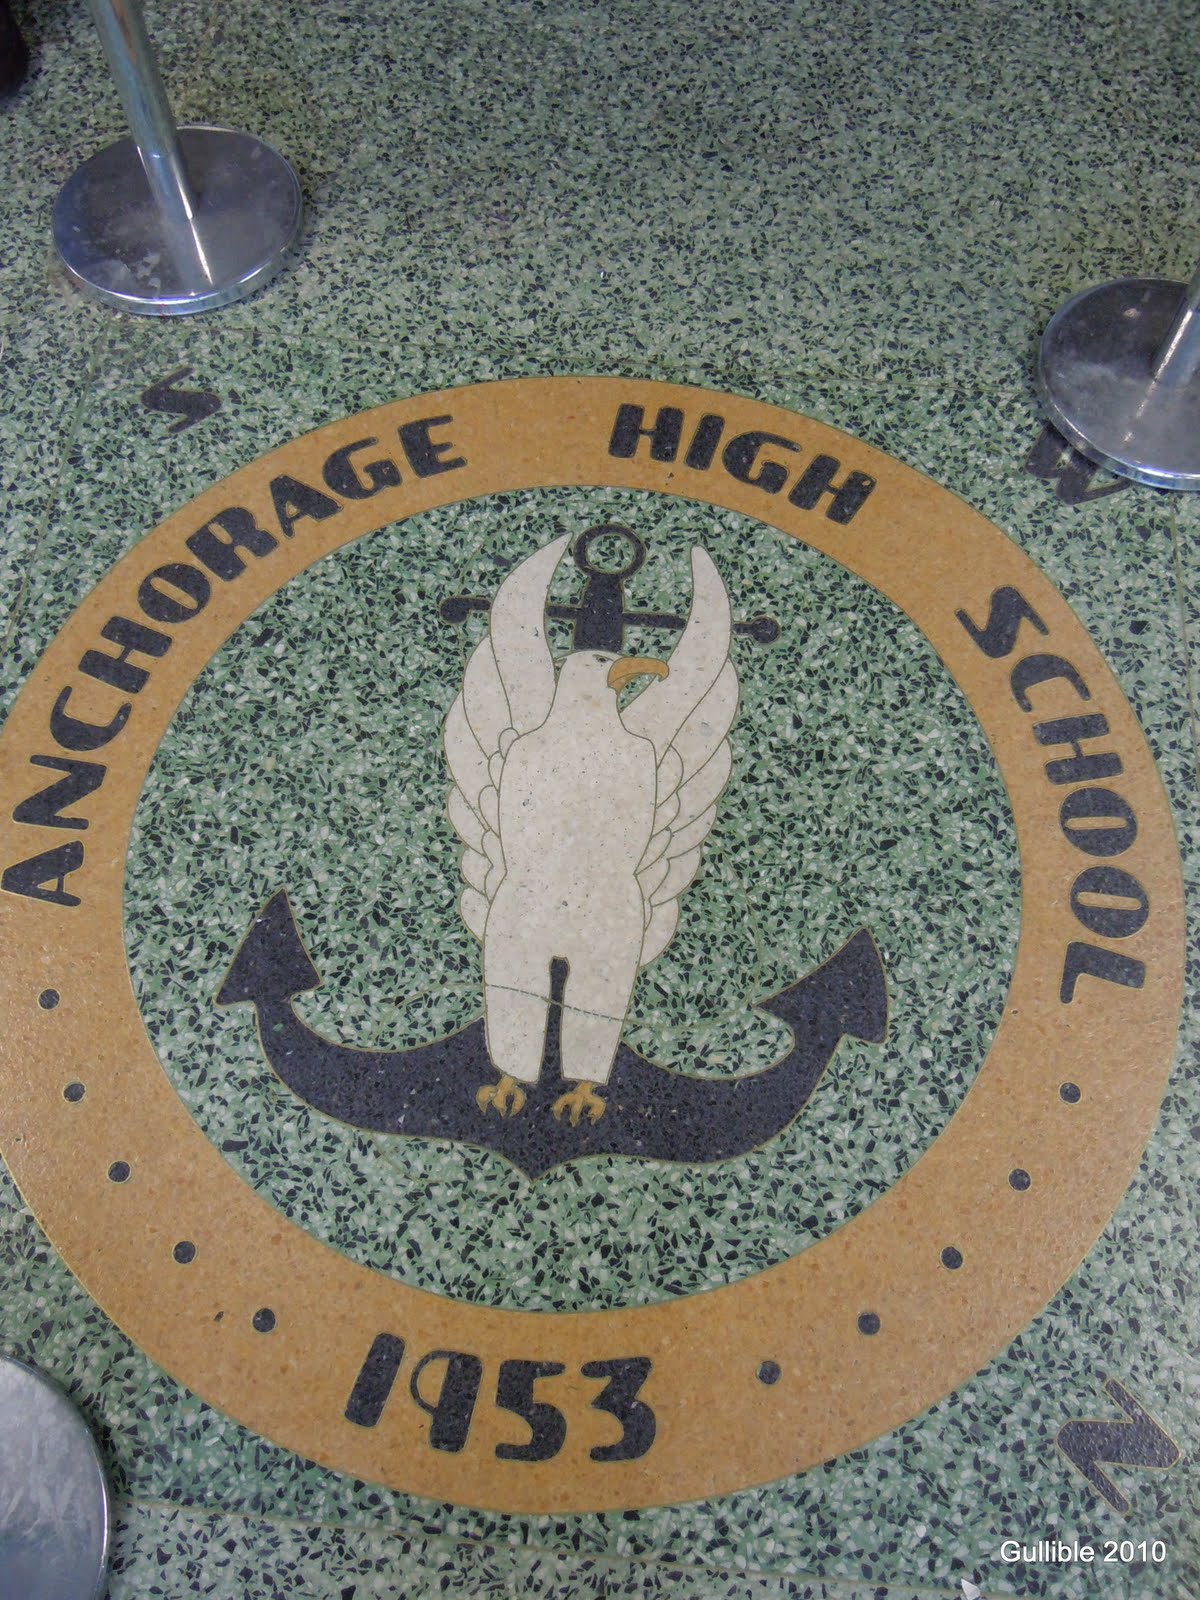 S
W
ANCHORAGE HIGH SCHOOL
1953
N
Gullible 2010